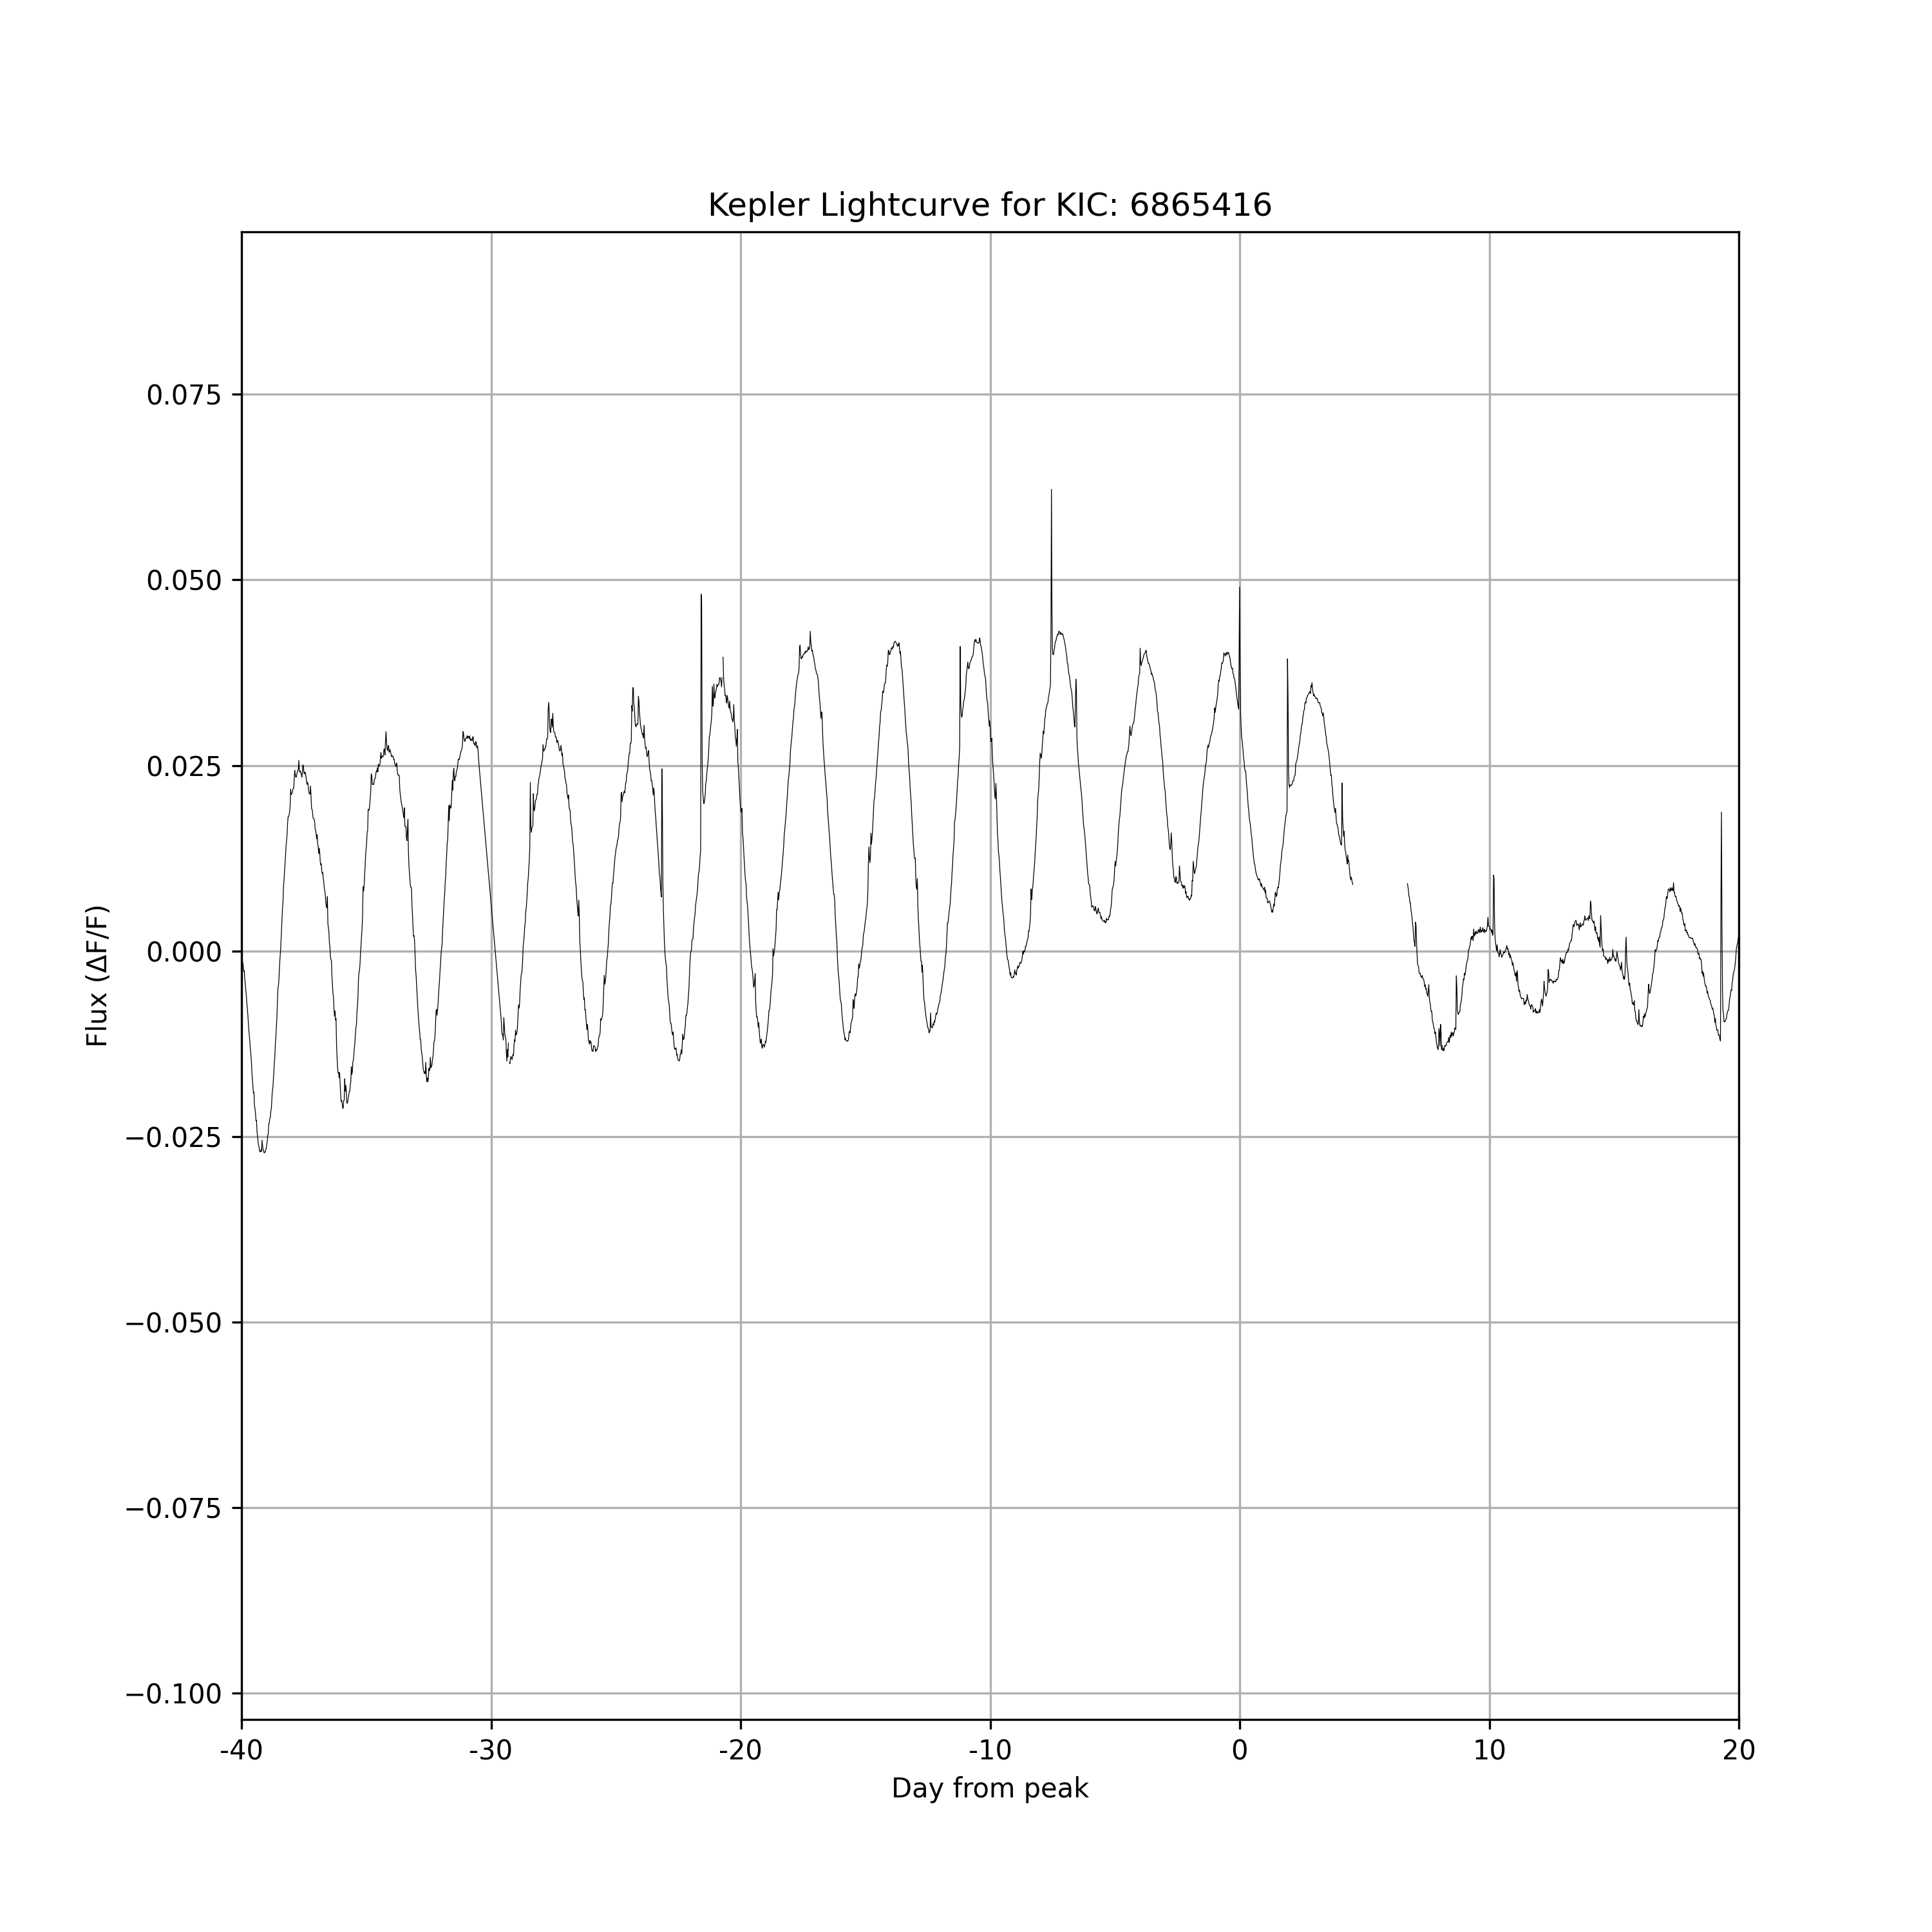 Kepler Lightcurve for KIC: 6865416
0.075
0.050
0.025
0.000
−0.025
−0.050
−0.075
−0.100
Flux (ΔF/F)
-40 -30 -20 -10 0 10 20
Day from peak